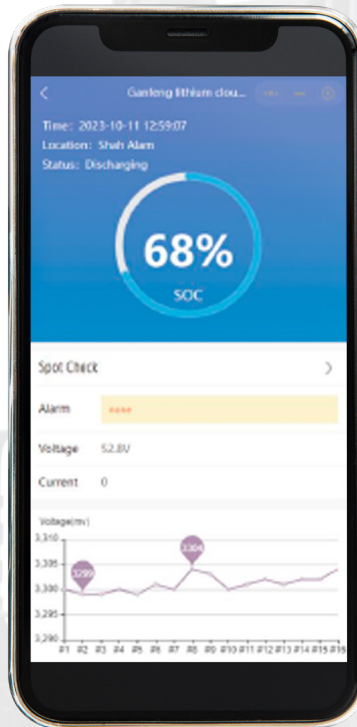 Ganfeng lithium clou...
Time: 2023-10-11 12:59:07
Location: Shah Alam
Status: Discharging
68%
SOC
Spot Check
Alarm none
Voltage 52.8V
Current 0
Voltage(mv)
3,310
3,305
3,300
3,295
3,290
3299
3304
#1 #2 #3 #4 #5 #6 #7 #8 #9 #10 #11 #12 #13 #14 #15 #16